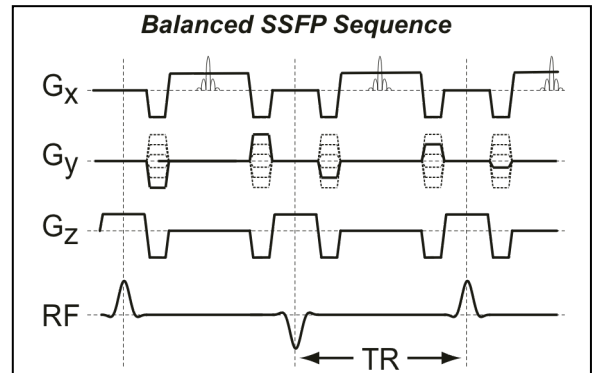 Balanced SSFP Sequence
Gx
Gy
Gz
RF
TR